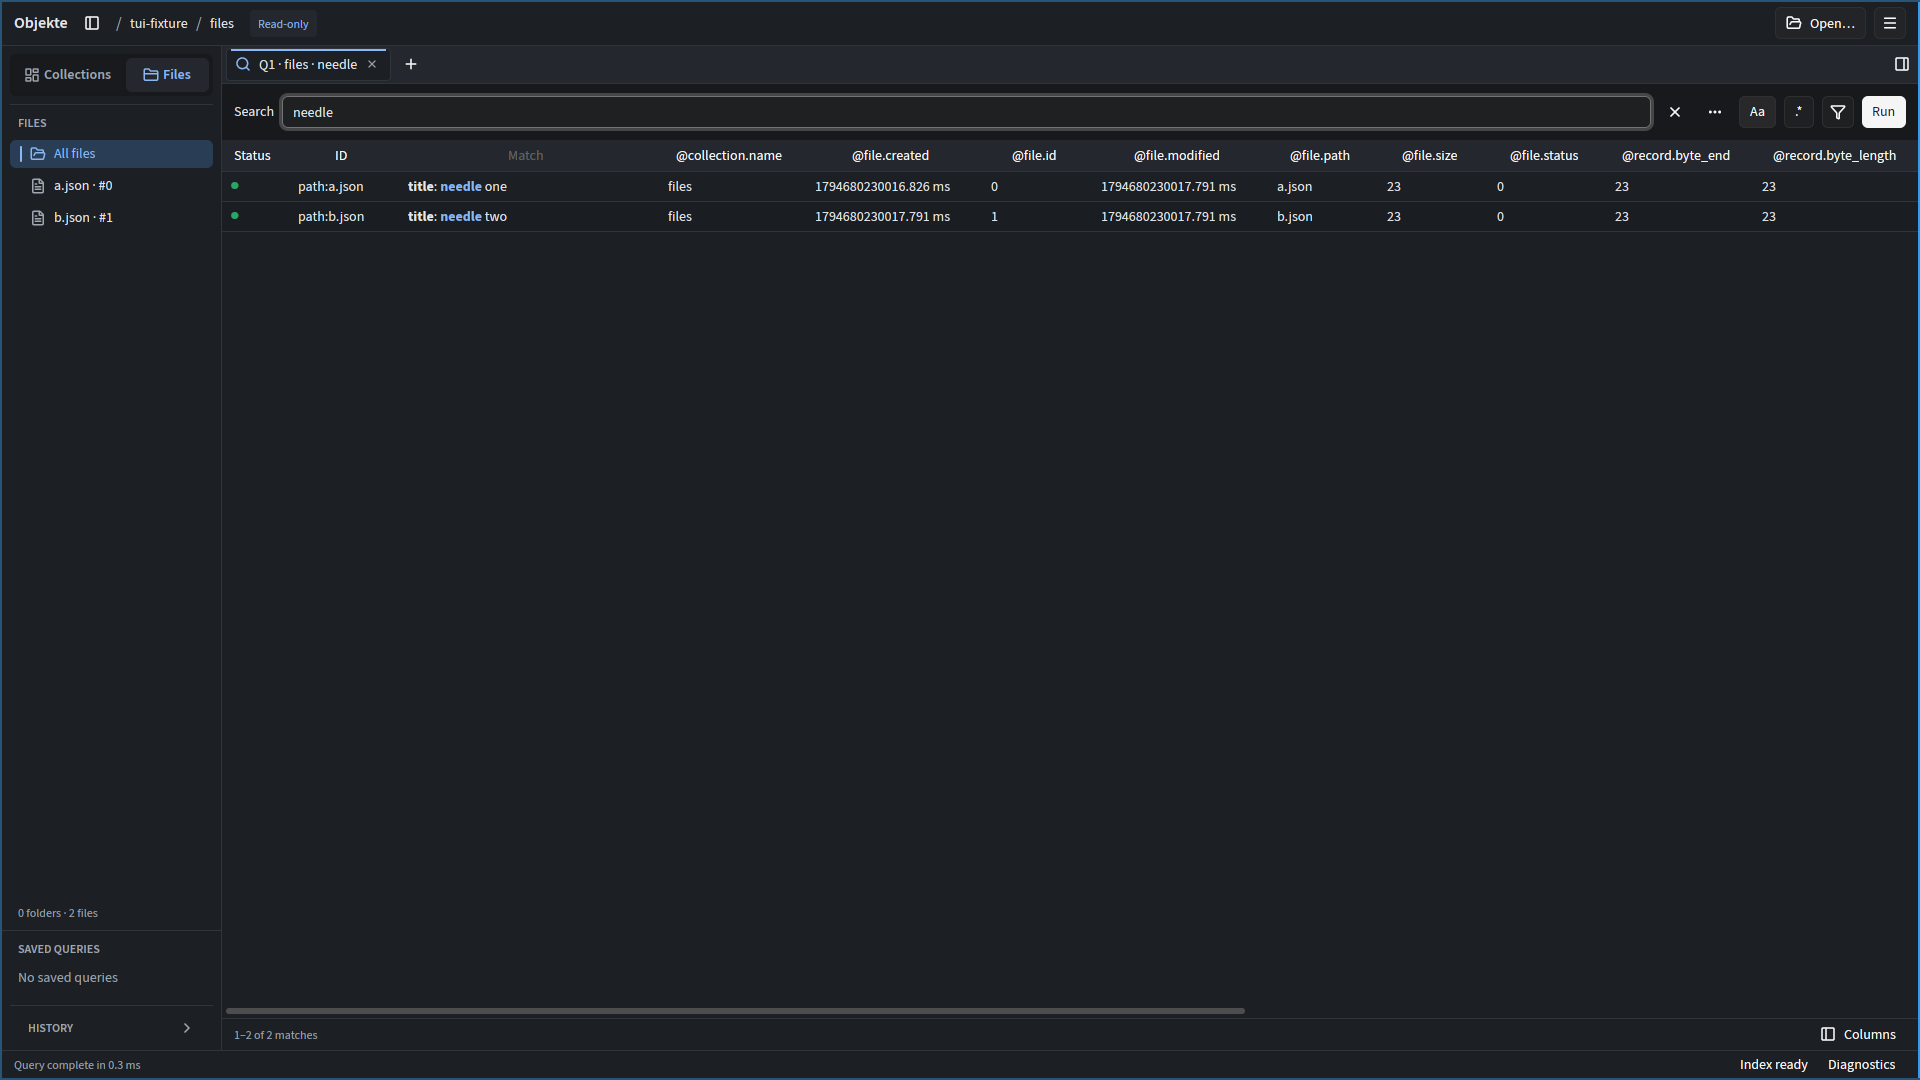 Objekte / tui-fixture / files Read-only Open...
Collections Files
Q1 · files · needle
FILES
All files
a.json · #0
b.json · #1
Search needle Aa .* Run
Status ID Match @collection.name @file.created @file.id @file.modified @file.path @file.size @file.status @record.byte_end @record.byte_length
path:a.json title: needle one files 1794680230016.826 ms 0 1794680230017.791 ms a.json 23 0 23 23
path:b.json title: needle two files 1794680230017.791 ms 1 1794680230017.791 ms b.json 23 0 23 23
0 folders · 2 files
SAVED QUERIES
No saved queries
HISTORY
1–2 of 2 matches Columns
Query complete in 0.3 ms Index ready Diagnostics